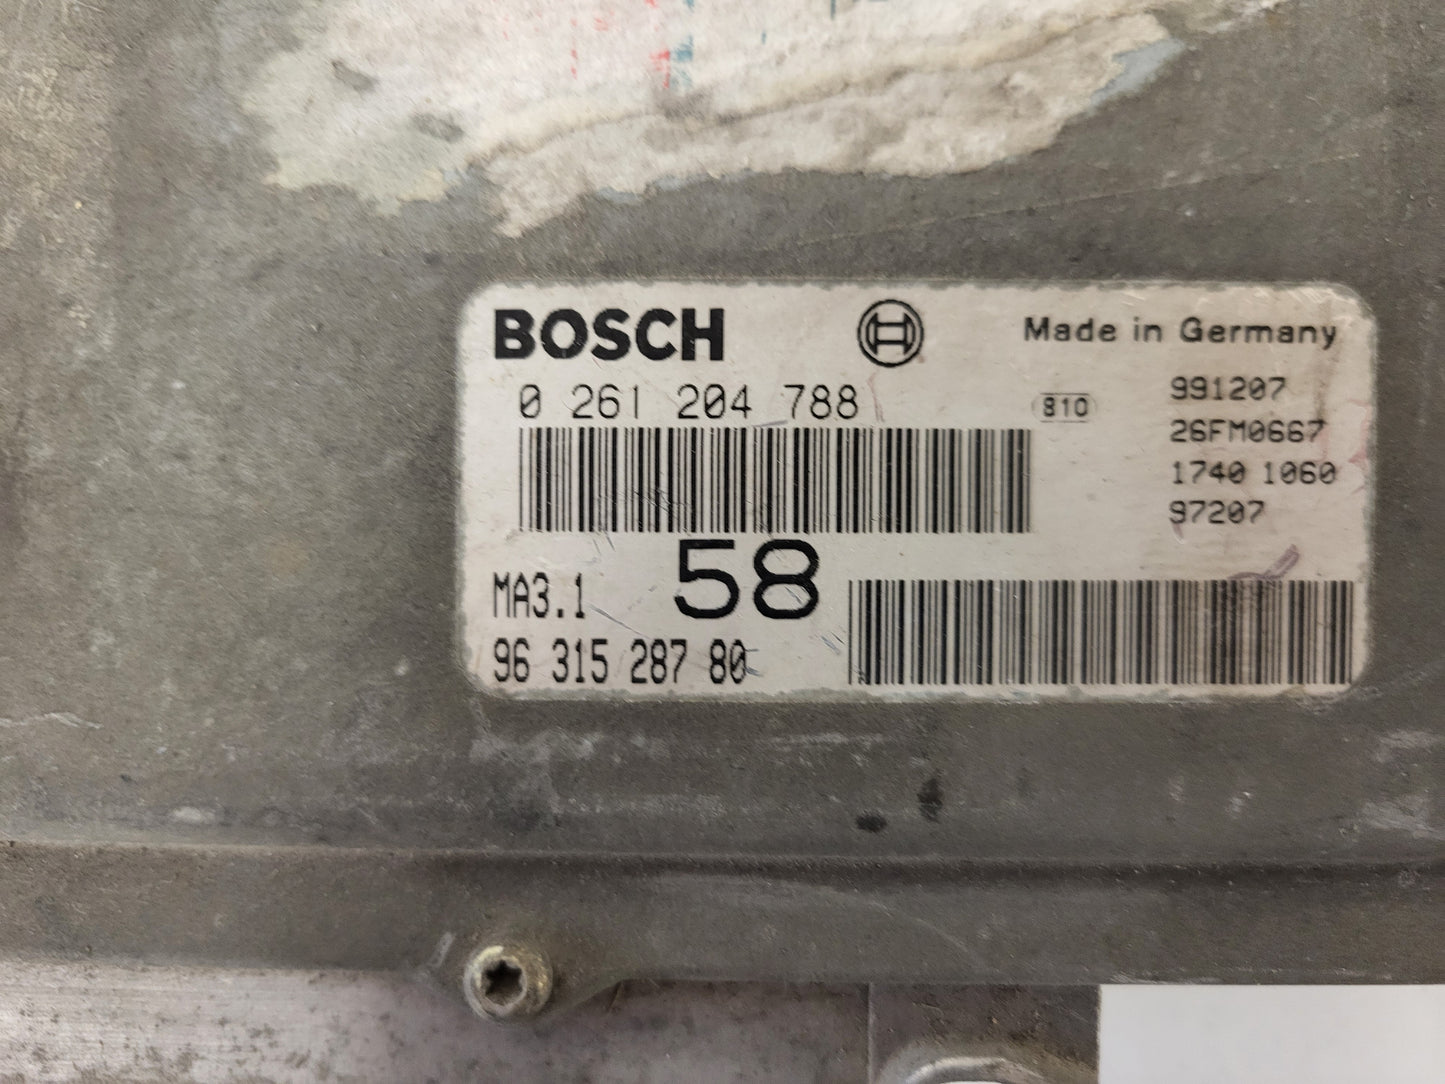 BOSCH
Made in Germany
0 261 204 788
810
991207
26FM0667
1740 1060
97207
MA3.1
58
96 315 287 80